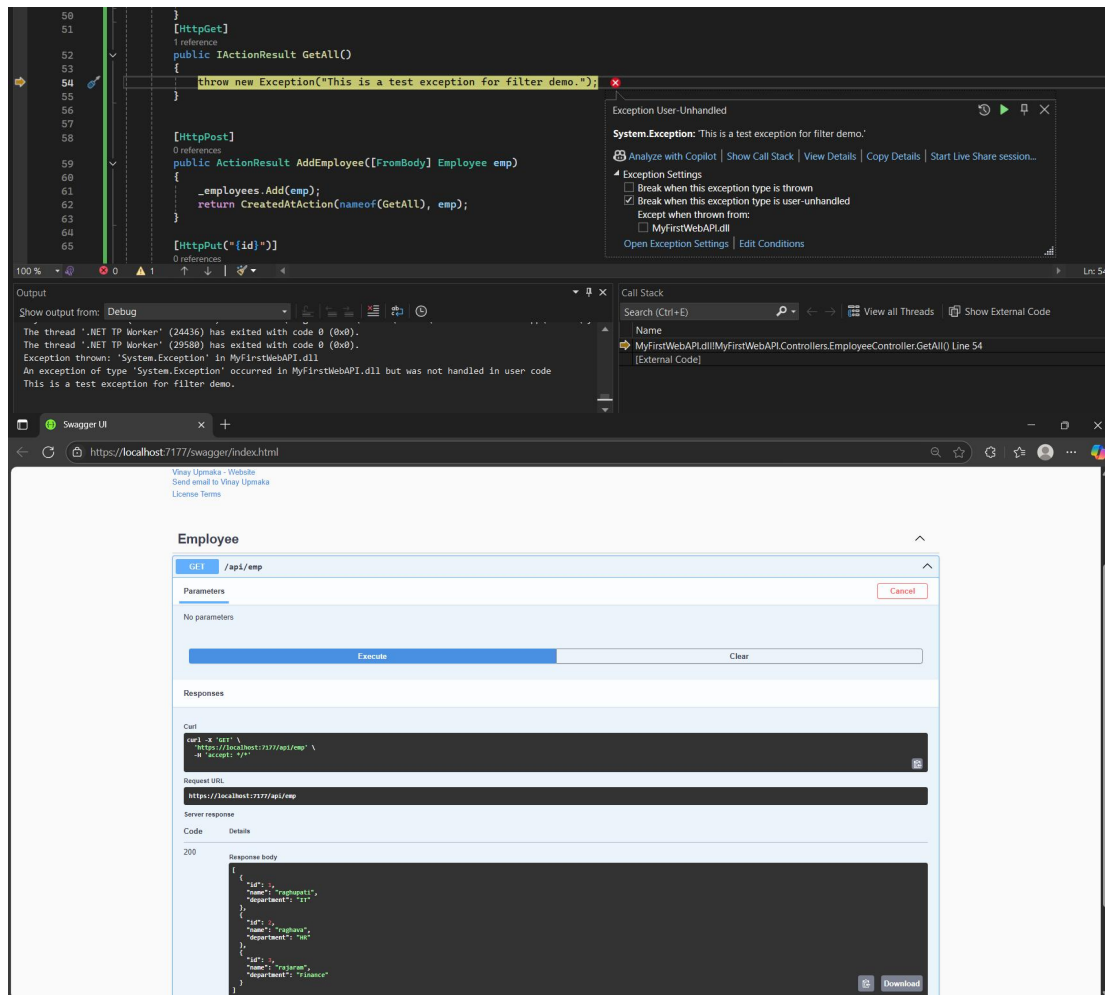 50 }
51 [HttpGet]
1 reference
52 public IActionResult GetAll()
53 {
54 throw new Exception("This is a test exception for filter demo.");
55 }
56
57
58 [HttpPost]
0 references
59 public ActionResult AddEmployee([FromBody] Employee emp)
60 {
61 _employees.Add(emp);
62 return CreatedAtAction(nameof(GetAll), emp);
63 }
64
65 [HttpPut("{id}")]
0 references
Exception User-Unhandled
System.Exception: 'This is a test exception for filter demo.'
Analyze with Copilot | Show Call Stack | View Details | Copy Details | Start Live Share session...
Exception Settings
Break when this exception type is thrown
Break when this exception type is user-unhandled
Except when thrown from:
MyFirstWebAPI.dll
Open Exception Settings | Edit Conditions
100 % 0 1 Ln: 54
Output
Show output from: Debug
The thread '.NET TP Worker' (24436) has exited with code 0 (0x0).
The thread '.NET TP Worker' (29580) has exited with code 0 (0x0).
Exception thrown: 'System.Exception' in MyFirstWebAPI.dll
An exception of type 'System.Exception' occurred in MyFirstWebAPI.dll but was not handled in user code
This is a test exception for filter demo.
Call Stack
Search (Ctrl+E) View all Threads Show External Code
Name
MyFirstWebAPI.dll!MyFirstWebAPI.Controllers.EmployeeController.GetAll() Line 54
[External Code]
Swagger UI
https://localhost:7177/swagger/index.html
Vinay Upmaka - Website
Send email to Vinay Upmaka
License Terms
Employee
GET /api/emp
Parameters
Cancel
No parameters
Execute
Clear
Responses
Curl
curl -X 'GET' \
'https://localhost:7177/api/emp' \
-H 'accept: */*'
Request URL
https://localhost:7177/api/emp
Server response
Code Details
200
Response body
[
{
"id": 1,
"name": "raghupati",
"department": "IT"
},
{
"id": 2,
"name": "raghava",
"department": "HR"
},
{
"id": 3,
"name": "rajaram",
"department": "Finance"
}
]
Download